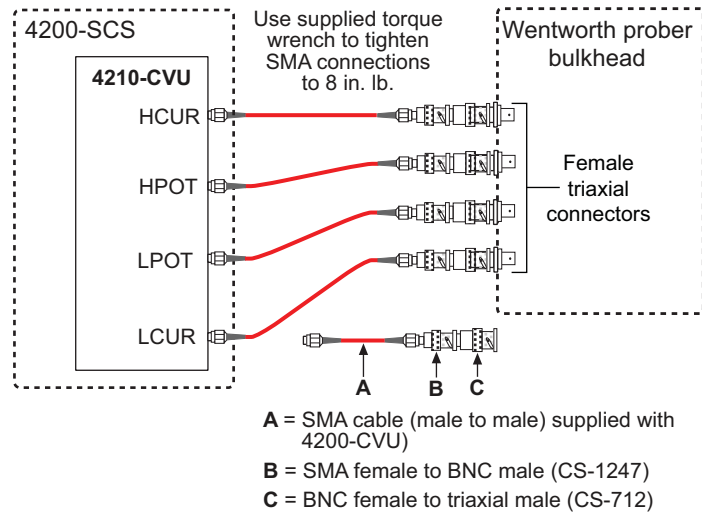 4200-SCS
Use supplied torque
wrench to tighten
SMA connections
to 8 in. lb.
Wentworth prober
bulkhead
4210-CVU
HCUR
HPOT
LPOT
LCUR
Female
triaxial
connectors
A
B
C
A = SMA cable (male to male) supplied with
4200-CVU)
B = SMA female to BNC male (CS-1247)
C = BNC female to triaxial male (CS-712)